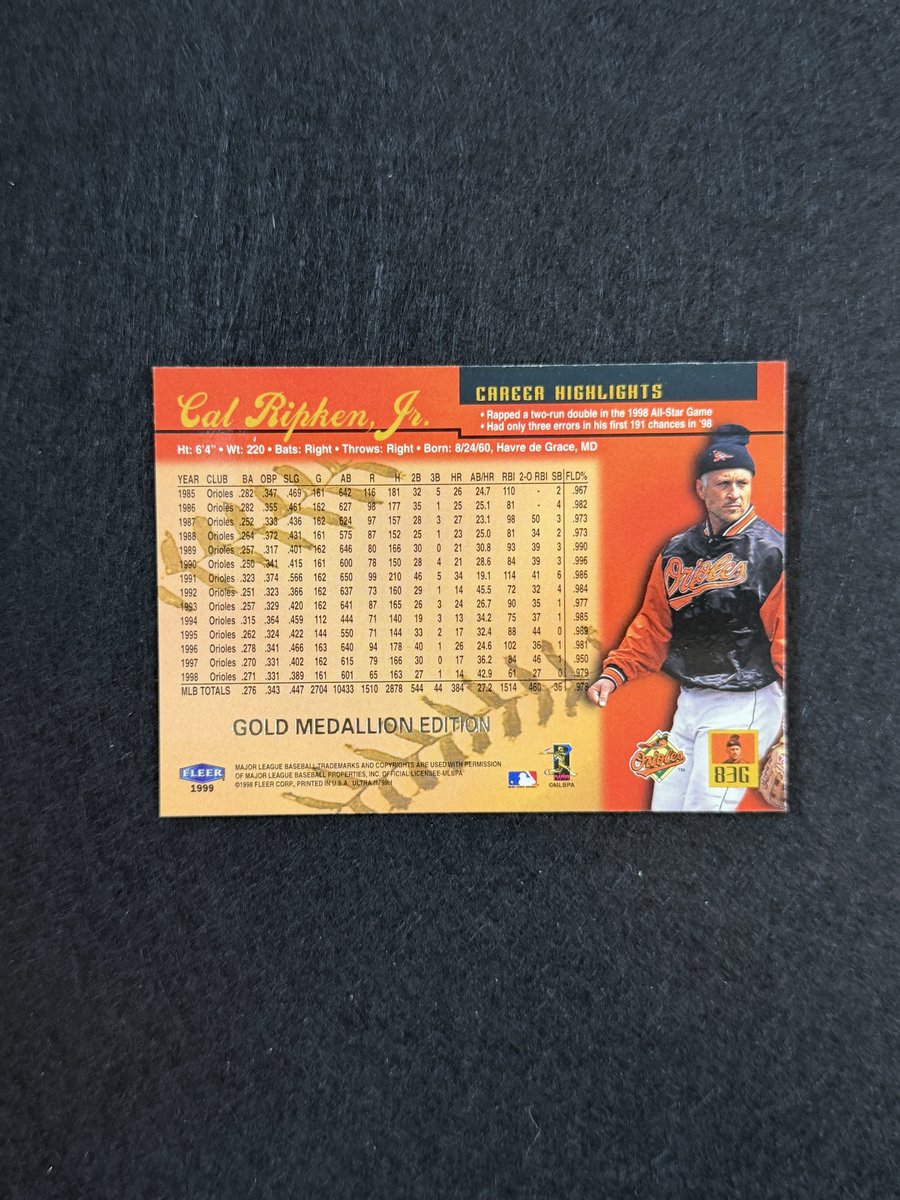 Cal Ripken, Jr.
CAREER HIGHLIGHTS
• Rapped a two-run double in the 1998 All-Star Game
• Had only three errors in his first 191 chances in '98
Ht: 6'4" • Wt: 220 • Bats: Right • Throws: Right • Born: 8/24/60, Havre de Grace, MD
YEAR CLUB BA OBP SLG G AB R H 2B 3B HR AB/HR RBI 2-O RBI SB FLD%
1985 Orioles .282 .347 .469 161 642 116 181 32 5 26 24.7 110 - 2 .967
1986 Orioles .282 .355 .461 162 627 98 177 35 1 25 25.1 81 - 4 .982
1987 Orioles .252 .333 .436 162 624 97 157 28 3 27 23.1 98 50 3 .973
1988 Orioles .264 .372 .431 161 575 87 152 25 1 23 25.0 81 34 2 .973
1989 Orioles .257 .317 .401 162 646 80 166 30 0 21 30.8 93 39 3 .990
1990 Orioles .250 .341 .415 161 600 78 150 28 4 21 28.6 84 39 3 .996
1991 Orioles .323 .374 .566 162 650 99 210 46 5 34 19.1 114 41 6 .986
1992 Orioles .251 .323 .366 162 637 73 160 29 1 14 45.5 72 32 4 .984
1993 Orioles .257 .329 .420 162 641 87 165 26 3 24 26.7 90 35 1 .977
1994 Orioles .315 .364 .459 112 444 71 140 19 3 13 34.2 75 37 1 .985
1995 Orioles .262 .324 .422 144 550 71 144 33 2 17 32.4 88 44 0 .989
1996 Orioles .278 .341 .466 163 640 94 178 40 1 26 24.6 102 36 1 .981
1997 Orioles .270 .331 .402 162 615 79 166 30 0 17 36.2 84 46 1 .950
1998 Orioles .271 .331 .389 161 601 65 163 27 1 14 42.9 61 27 0 .979
MLB TOTALS .276 .343 .447 2704 10433 1510 2878 544 44 384 27.2 1514 460 36 .978
GOLD MEDALLION EDITION
Orioles
Orioles
TM
83G
FLEER
1999
MAJOR LEAGUE BASEBALL TRADEMARKS AND COPYRIGHTS ARE USED WITH PERMISSION
OF MAJOR LEAGUE BASEBALL PROPERTIES, INC. OFFICIAL LICENSEE-MLBPA
©1998 FLEER CORP., PRINTED IN U.S.A.
©MLBPA